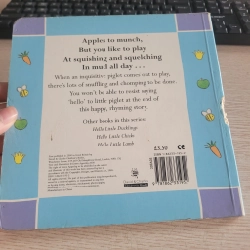 Apples to munch,
But you like to play
At squishing and squelching
In mud all day . . .
When an inquisitive piglet comes out to play,
there's lots of snuffling and chomping to be done.
You won't be able to resist saying
'hello' to little piglet at the end of
this happy, rhyming story.
Other books in this series:
Hello Little Ducklings
Hello Little Chicks
Hello Little Lamb
£5.50